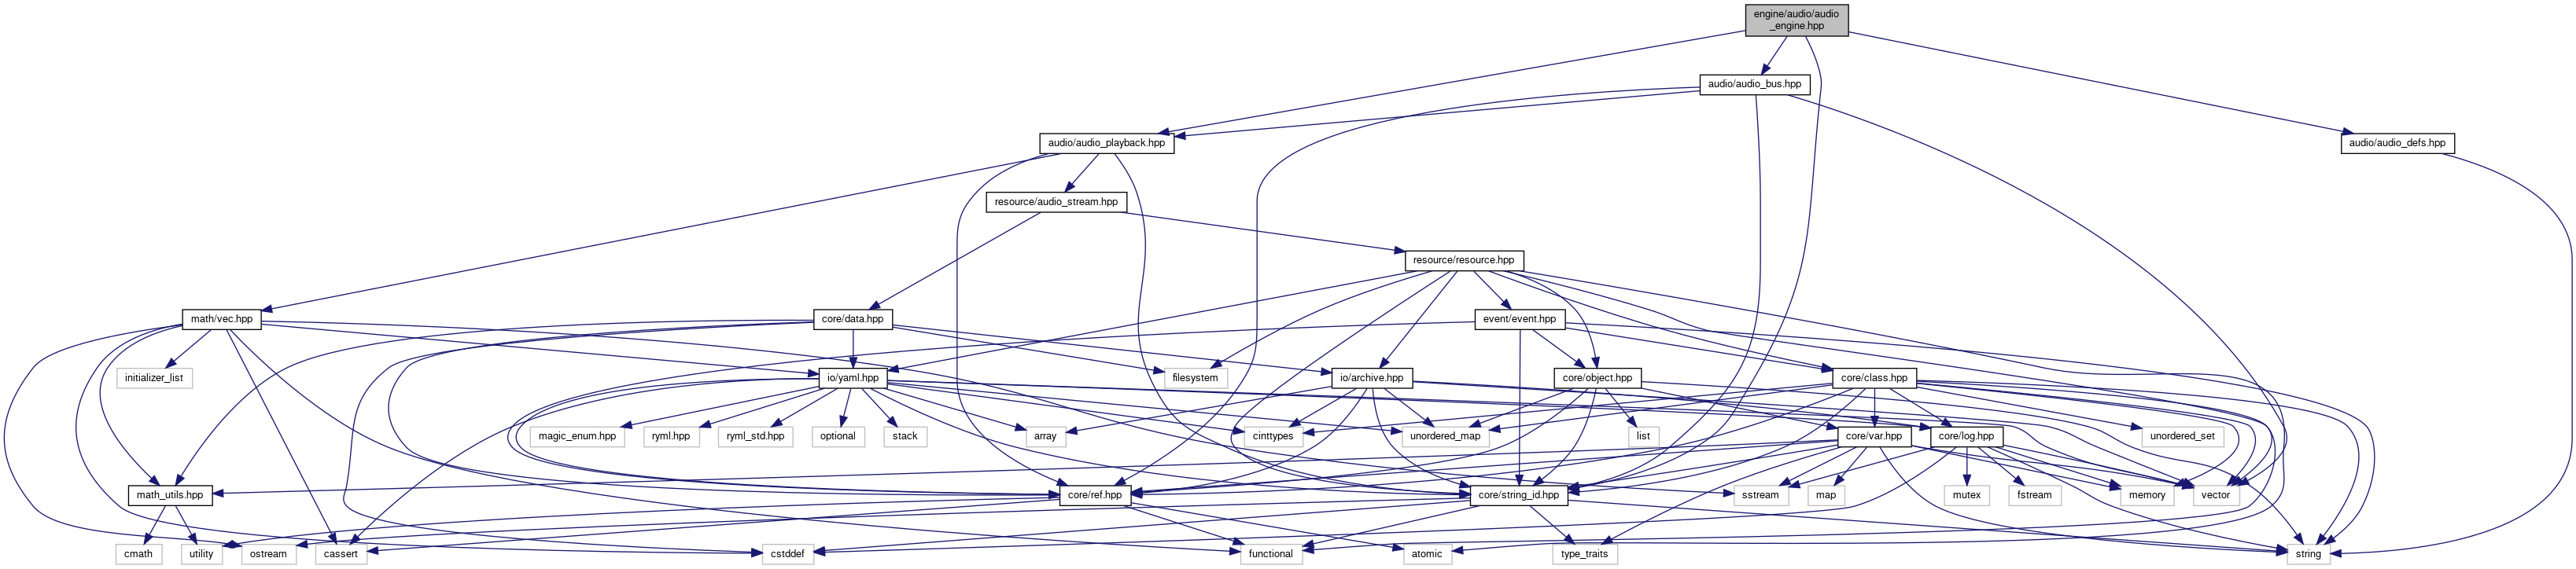 engine/audio/audio
_engine.hpp
audio/audio_bus.hpp
audio/audio_playback.hpp
audio/audio_defs.hpp
resource/audio_stream.hpp
resource/resource.hpp
math/vec.hpp
core/data.hpp
event/event.hpp
initializer_list
io/yaml.hpp
filesystem
io/archive.hpp
core/object.hpp
core/class.hpp
magic_enum.hpp
ryml.hpp
ryml_std.hpp
optional
stack
array
cinttypes
unordered_map
list
core/var.hpp
core/log.hpp
unordered_set
math_utils.hpp
core/ref.hpp
core/string_id.hpp
sstream
map
mutex
fstream
memory
vector
cmath
utility
ostream
cassert
cstddef
functional
atomic
type_traits
string